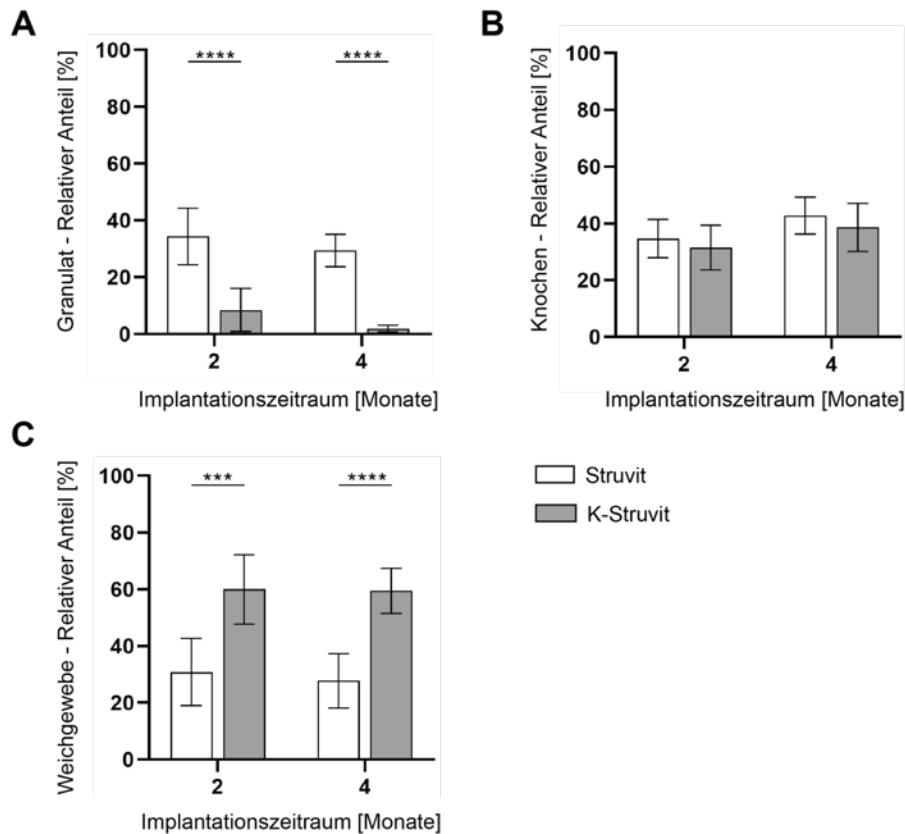 A
Granulat - Relativer Anteil [%]
100
80
60
40
20
0
****
****
2
4
Implantationszeitraum [Monate]
B
Knochen - Relativer Anteil [%]
100
80
60
40
20
0
2
4
Implantationszeitraum [Monate]
C
Weichgewebe - Relativer Anteil [%]
100
80
60
40
20
0
***
****
2
4
Implantationszeitraum [Monate]
Struvit
K-Struvit